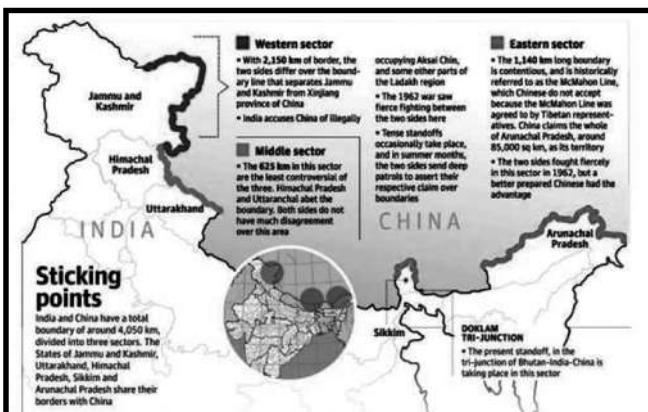 Western sector
• With 2,150 km of border, the
two sides differ over the bound-
ary line that separates Jammu
and Kashmir from Xinjiang
province of China
• India accuses China of illegally
occupying Aksai Chin,
and some other parts of
the Ladakh region
• The 1962 war saw
fierce fighting between
the two sides here
• Tense standoffs
occasionally take place,
and in summer months,
the two sides send deep
patrols to assert their
respective claim over
boundaries
Eastern sector
• The 1,140 km long boundary
is contentious, and is historically
referred to as the McMahon Line,
which Chinese do not accept
because the McMahon Line was
agreed to by Tibetan represent-
atives. China claims the whole
of Arunachal Pradesh, around
85,000 sq km, as its territory
• The two sides fought fiercely
in this sector in 1962, but a
better prepared Chinese had the
advantage
Middle sector
• The 625 km in this sector
are the least controversial of
the three. Himachal Pradesh
and Uttaranchal abet the
boundary. Both sides do not
have much disagreement
over this area
Jammu and
Kashmir
Himachal
Pradesh
Uttarakhand
INDIA
CHINA
Arunachal
Pradesh
Sikkim
Sticking
points
India and China have a total
boundary of around 4,050 km,
divided into three sectors. The
States of Jammu and Kashmir,
Uttarakhand, Himachal
Pradesh, Sikkim and
Arunachal Pradesh share their
borders with China
DOKLAM
TRI-JUNCTION
• The present standoff, in the
tri-junction of Bhutan-India-China is
taking place in this sector